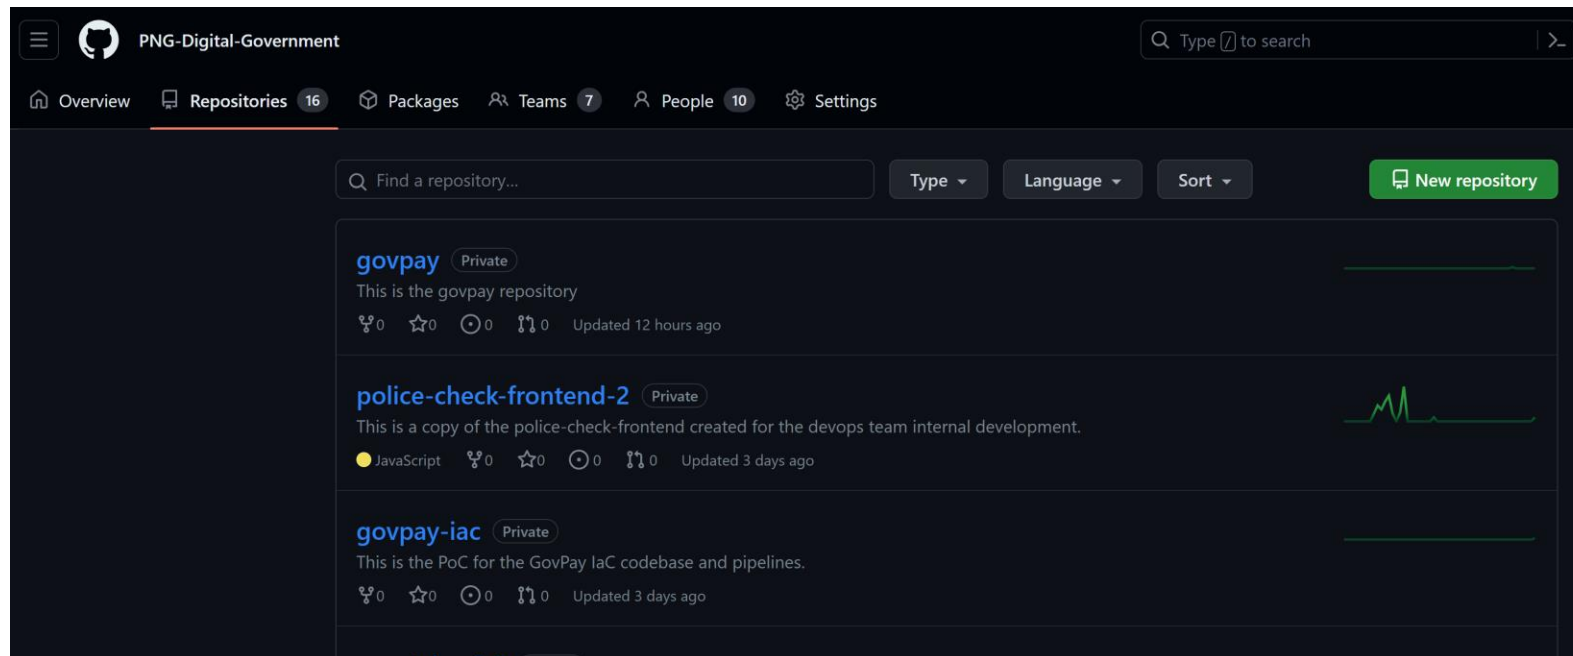 PNG-Digital-Government
Type / to search
Overview Repositories 16 Packages Teams 7 People 10 Settings
Find a repository... Type Language Sort New repository
govpay Private
This is the govpay repository
0 0 0 0 Updated 12 hours ago
police-check-frontend-2 Private
This is a copy of the police-check-frontend created for the devops team internal development.
JavaScript 0 0 0 0 Updated 3 days ago
govpay-iac Private
This is the PoC for the GovPay IaC codebase and pipelines.
0 0 0 0 Updated 3 days ago